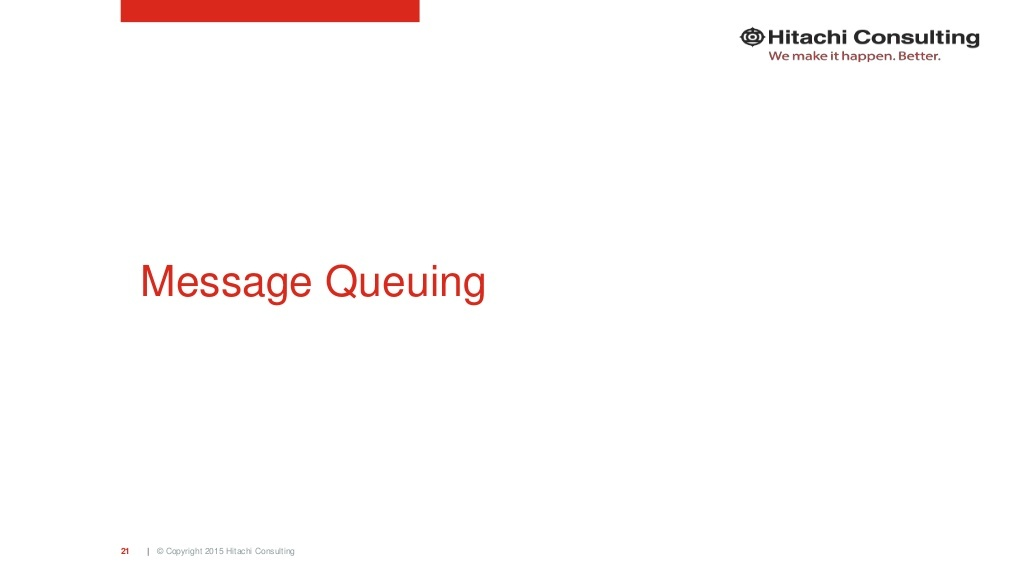 Hitachi Consulting
We make it happen. Better.
Message Queuing
21 | © Copyright 2015 Hitachi Consulting